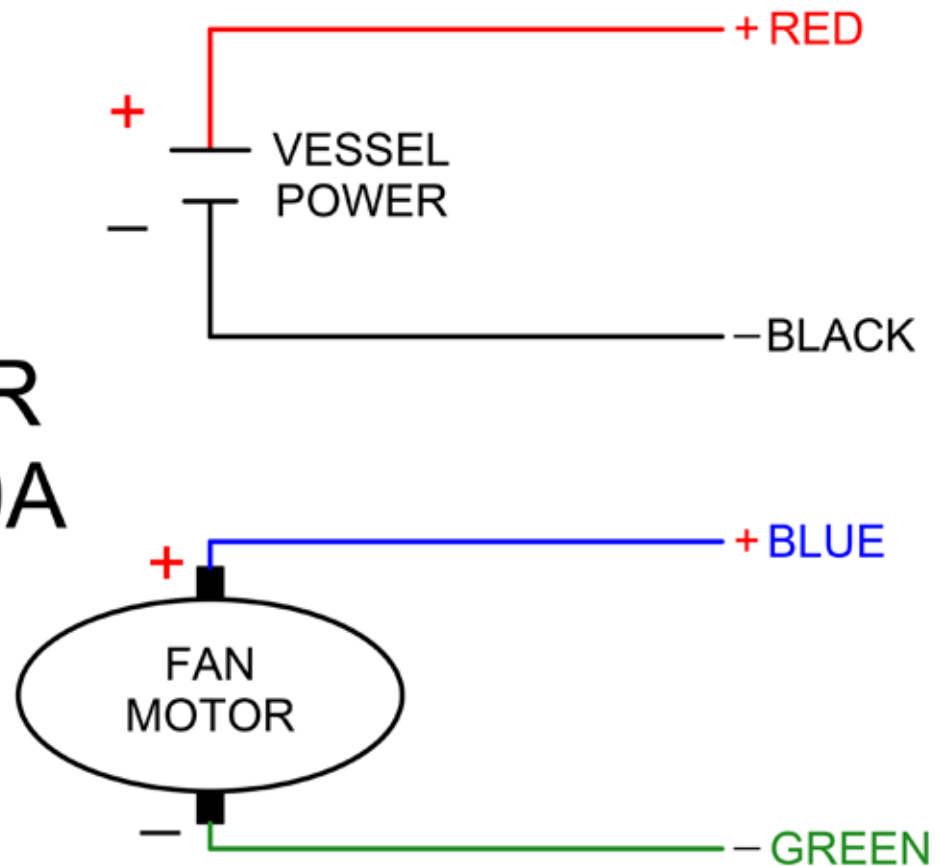 + RED
+
VESSEL
POWER
–
– BLACK
R
A
+ BLUE
+
FAN
MOTOR
–
– GREEN